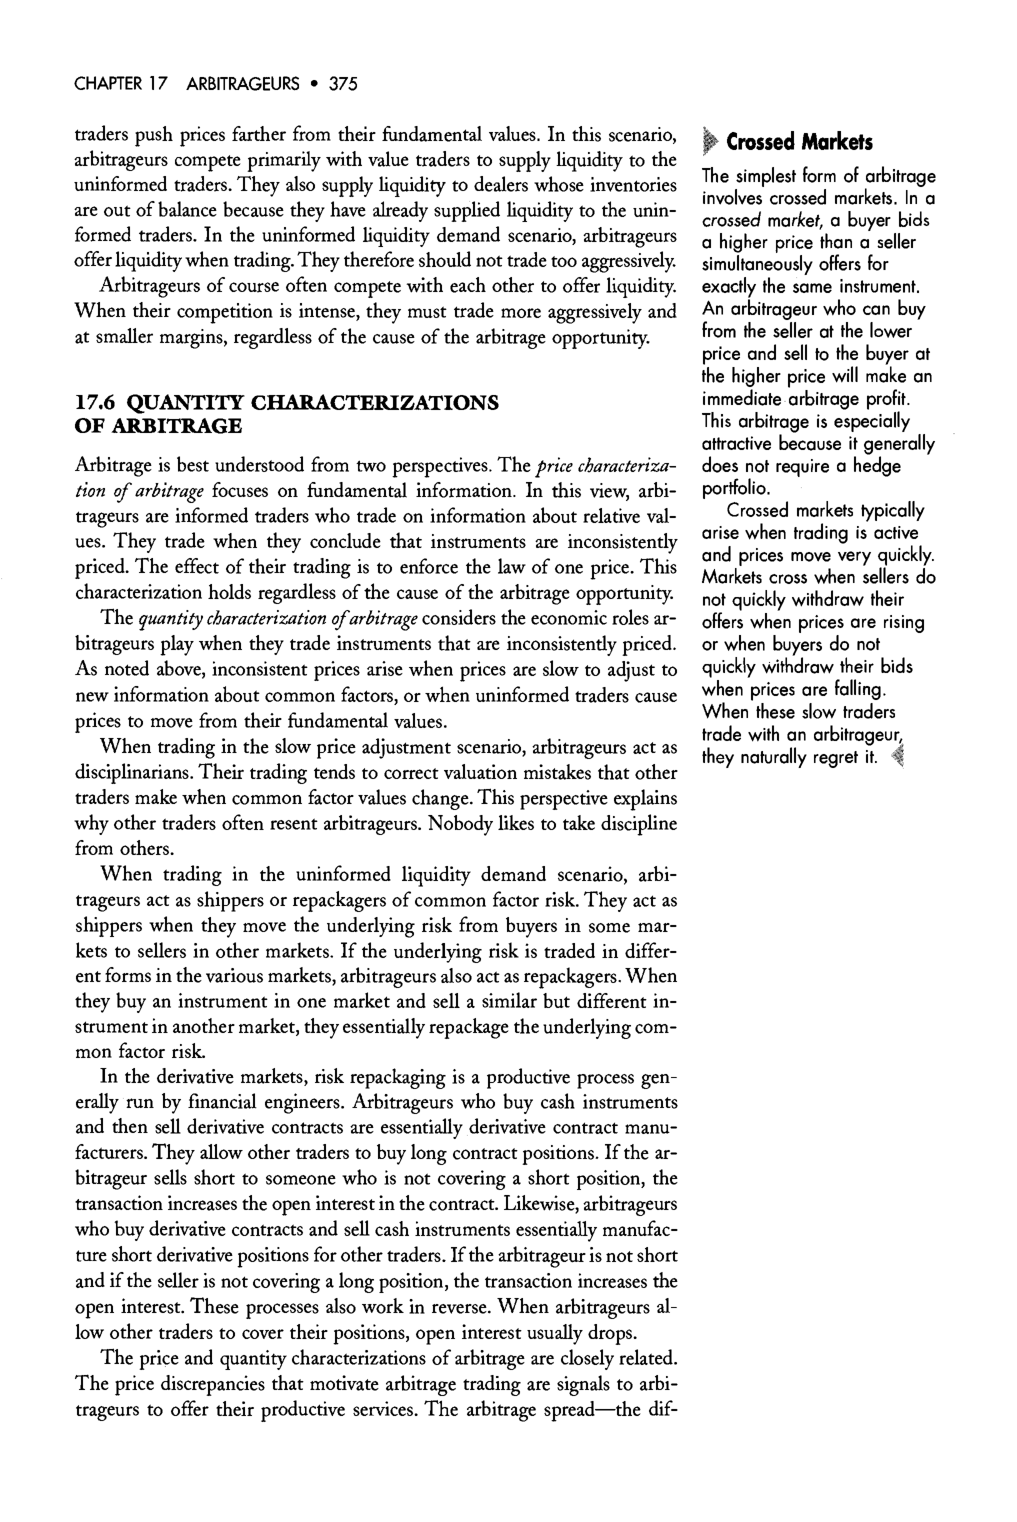 CHAPTER 17 ARBITRAGEURS • 375
traders push prices farther from their fundamental values. In this scenario,
arbitrageurs compete primarily with value traders to supply liquidity to the
uninformed traders. They also supply liquidity to dealers whose inventories
are out of balance because they have already supplied liquidity to the unin-
formed traders. In the uninformed liquidity demand scenario, arbitrageurs
offer liquidity when trading. They therefore should not trade too aggressively.
Arbitrageurs of course often compete with each other to offer liquidity.
When their competition is intense, they must trade more aggressively and
at smaller margins, regardless of the cause of the arbitrage opportunity.
17.6 QUANTITY CHARACTERIZATIONS
OF ARBITRAGE
Arbitrage is best understood from two perspectives. The price characteriza-
tion of arbitrage focuses on fundamental information. In this view, arbi-
trageurs are informed traders who trade on information about relative val-
ues. They trade when they conclude that instruments are inconsistently
priced. The effect of their trading is to enforce the law of one price. This
characterization holds regardless of the cause of the arbitrage opportunity.
The quantity characterization of arbitrage considers the economic roles ar-
bitrageurs play when they trade instruments that are inconsistently priced.
As noted above, inconsistent prices arise when prices are slow to adjust to
new information about common factors, or when uninformed traders cause
prices to move from their fundamental values.
When trading in the slow price adjustment scenario, arbitrageurs act as
disciplinarians. Their trading tends to correct valuation mistakes that other
traders make when common factor values change. This perspective explains
why other traders often resent arbitrageurs. Nobody likes to take discipline
from others.
When trading in the uninformed liquidity demand scenario, arbi-
trageurs act as shippers or repackagers of common factor risk. They act as
shippers when they move the underlying risk from buyers in some mar-
kets to sellers in other markets. If the underlying risk is traded in differ-
ent forms in the various markets, arbitrageurs also act as repackagers. When
they buy an instrument in one market and sell a similar but different in-
strument in another market, they essentially repackage the underlying com-
mon factor risk.
In the derivative markets, risk repackaging is a productive process gen-
erally run by financial engineers. Arbitrageurs who buy cash instruments
and then sell derivative contracts are essentially derivative contract manu-
facturers. They allow other traders to buy long contract positions. If the ar-
bitrageur sells short to someone who is not covering a short position, the
transaction increases the open interest in the contract. Likewise, arbitrageurs
who buy derivative contracts and sell cash instruments essentially manufac-
ture short derivative positions for other traders. If the arbitrageur is not short
and if the seller is not covering a long position, the transaction increases the
open interest. These processes also work in reverse. When arbitrageurs al-
low other traders to cover their positions, open interest usually drops.
The price and quantity characterizations of arbitrage are closely related.
The price discrepancies that motivate arbitrage trading are signals to arbi-
trageurs to offer their productive services. The arbitrage spread—the dif-
Crossed Markets
The simplest form of arbitrage
involves crossed markets. In a
crossed market, a buyer bids
a higher price than a seller
simultaneously offers for
exactly the same instrument.
An arbitrageur who can buy
from the seller at the lower
price and sell to the buyer at
the higher price will make an
immediate arbitrage profit.
This arbitrage is especially
attractive because it generally
does not require a hedge
portfolio.
Crossed markets typically
arise when trading is active
and prices move very quickly.
Markets cross when sellers do
not quickly withdraw their
offers when prices are rising
or when buyers do not
quickly withdraw their bids
when prices are falling.
When these slow traders
trade with an arbitrageur,
they naturally regret it.